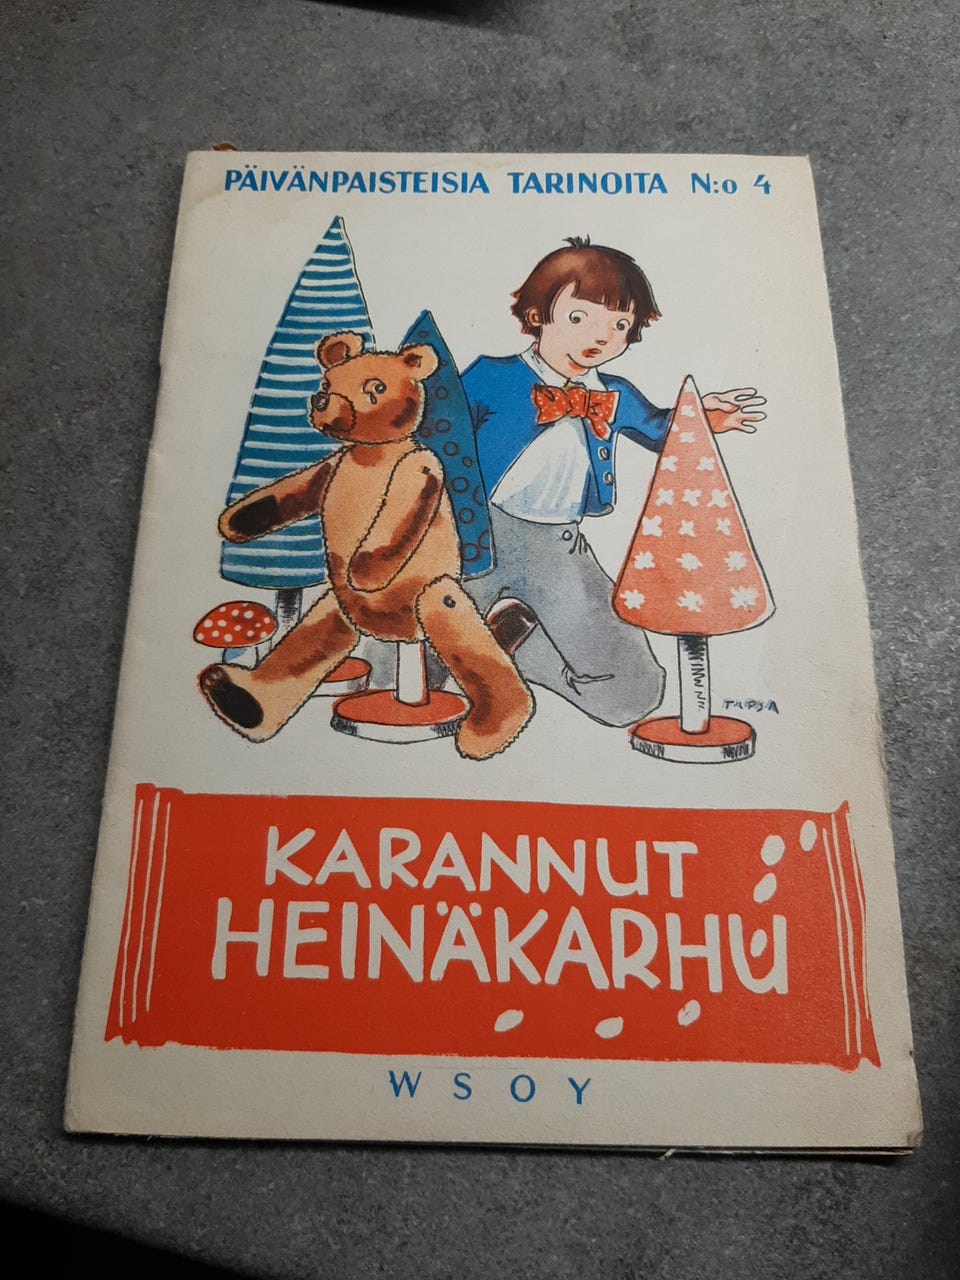 PÄIVÄNPAISTEISIA TARINOITA N:o 4
TAPSA
KARANNUT
HEINÄKARHU
WSOY